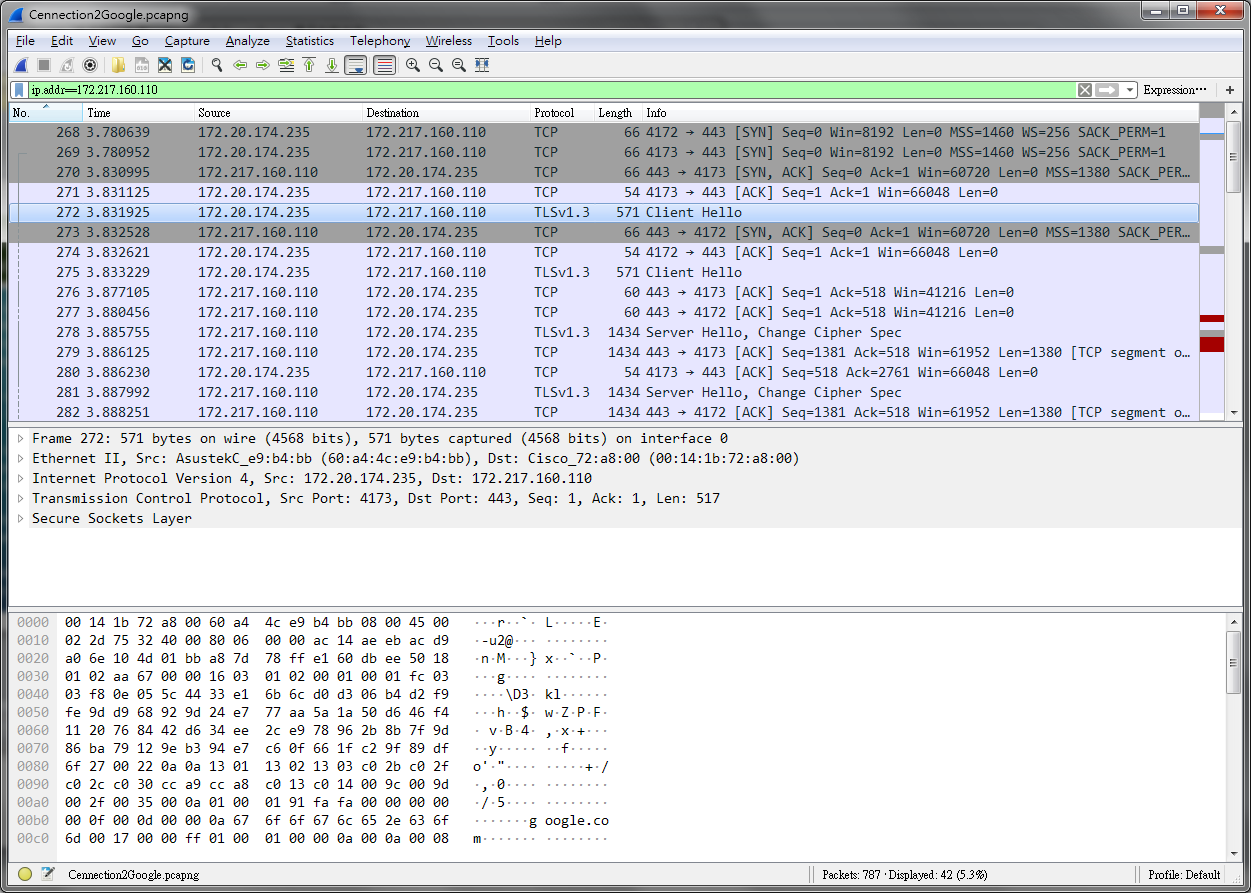 Cennection2Google.pcapng
File Edit View Go Capture Analyze Statistics Telephony Wireless Tools Help
ip.addr==172.217.160.110 Expression… +
No. Time Source Destination Protocol Length Info
268 3.780639 172.20.174.235 172.217.160.110 TCP 66 4172 → 443 [SYN] Seq=0 Win=8192 Len=0 MSS=1460 WS=256 SACK_PERM=1
269 3.780952 172.20.174.235 172.217.160.110 TCP 66 4173 → 443 [SYN] Seq=0 Win=8192 Len=0 MSS=1460 WS=256 SACK_PERM=1
270 3.830995 172.217.160.110 172.20.174.235 TCP 66 443 → 4173 [SYN, ACK] Seq=0 Ack=1 Win=60720 Len=0 MSS=1380 SACK_PER…
271 3.831125 172.20.174.235 172.217.160.110 TCP 54 4173 → 443 [ACK] Seq=1 Ack=1 Win=66048 Len=0
272 3.831925 172.20.174.235 172.217.160.110 TLSv1.3 571 Client Hello
273 3.832528 172.217.160.110 172.20.174.235 TCP 66 443 → 4172 [SYN, ACK] Seq=0 Ack=1 Win=60720 Len=0 MSS=1380 SACK_PER…
274 3.832621 172.20.174.235 172.217.160.110 TCP 54 4172 → 443 [ACK] Seq=1 Ack=1 Win=66048 Len=0
275 3.833229 172.20.174.235 172.217.160.110 TLSv1.3 571 Client Hello
276 3.877105 172.217.160.110 172.20.174.235 TCP 60 443 → 4173 [ACK] Seq=1 Ack=518 Win=41216 Len=0
277 3.880456 172.217.160.110 172.20.174.235 TCP 60 443 → 4172 [ACK] Seq=1 Ack=518 Win=41216 Len=0
278 3.885755 172.217.160.110 172.20.174.235 TLSv1.3 1434 Server Hello, Change Cipher Spec
279 3.886125 172.217.160.110 172.20.174.235 TCP 1434 443 → 4173 [ACK] Seq=1381 Ack=518 Win=61952 Len=1380 [TCP segment o…
280 3.886230 172.20.174.235 172.217.160.110 TCP 54 4173 → 443 [ACK] Seq=518 Ack=2761 Win=66048 Len=0
281 3.887992 172.217.160.110 172.20.174.235 TLSv1.3 1434 Server Hello, Change Cipher Spec
282 3.888251 172.217.160.110 172.20.174.235 TCP 1434 443 → 4172 [ACK] Seq=1381 Ack=518 Win=61952 Len=1380 [TCP segment o…
Frame 272: 571 bytes on wire (4568 bits), 571 bytes captured (4568 bits) on interface 0
Ethernet II, Src: AsustekC_e9:b4:bb (60:a4:4c:e9:b4:bb), Dst: Cisco_72:a8:00 (00:14:1b:72:a8:00)
Internet Protocol Version 4, Src: 172.20.174.235, Dst: 172.217.160.110
Transmission Control Protocol, Src Port: 4173, Dst Port: 443, Seq: 1, Ack: 1, Len: 517
Secure Sockets Layer
0000 00 14 1b 72 a8 00 60 a4 4c e9 b4 bb 08 00 45 00 ···r··`· L·····E·
0010 02 2d 75 32 40 00 80 06 00 00 ac 14 ae eb ac d9 ·-u2@··· ········
0020 a0 6e 10 4d 01 bb a8 7d 78 ff e1 60 db ee 50 18 ·n·M···} x··`··P·
0030 01 02 aa 67 00 00 16 03 01 02 00 01 00 01 fc 03 ···g···· ········
0040 03 f8 0e 05 5c 44 33 e1 6b 6c d0 d3 06 b4 d2 f9 ····\D3· kl······
0050 fe 9d d9 68 92 9d 24 e7 77 aa 5a 1a 50 d6 46 f4 ···h··$· w·Z·P·F·
0060 11 20 76 84 42 d6 34 ee 2c e9 78 96 2b 8b 7f 9d · v·B·4· ,·x·+···
0070 86 ba 79 12 9e b3 94 e7 c6 0f 66 1f c2 9f 89 df ··y····· ··f·····
0080 6f 27 00 22 0a 0a 13 01 13 02 13 03 c0 2b c0 2f o'·"···· ·····+·/
0090 c0 2c c0 30 cc a9 cc a8 c0 13 c0 14 00 9c 00 9d ·,·0···· ········
00a0 00 2f 00 35 00 0a 01 00 01 91 fa fa 00 00 00 00 ·/·5···· ········
00b0 00 0f 00 0d 00 00 0a 67 6f 6f 67 6c 65 2e 63 6f ·······g oogle.co
00c0 6d 00 17 00 00 ff 01 00 01 00 00 0a 00 0a 00 08 m······· ········
Cennection2Google.pcapng Packets: 787 · Displayed: 42 (5.3%) Profile: Default